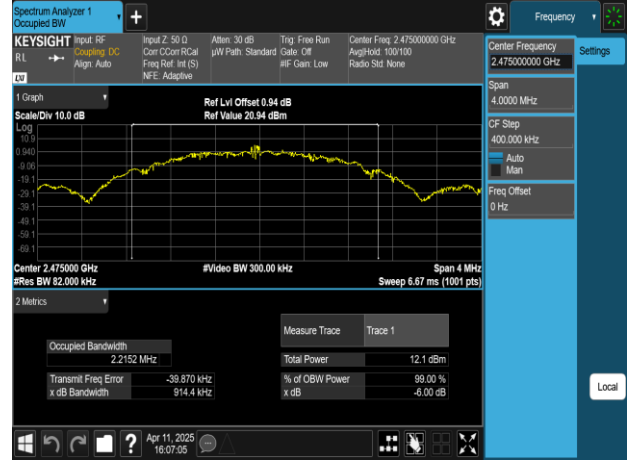 Spectrum Analyzer 1
Occupied BW
Frequency
KEYSIGHT
Input: RF
Coupling: DC
Align: Auto
Input Z: 50 Ω
Corr CCorr RCal
Freq Ref: Int (S)
NFE: Adaptive
Atten: 30 dB
µW Path: Standard
Trig: Free Run
Gate: Off
#IF Gain: Low
Center Freq: 2.475000000 GHz
Avg|Hold: 100/100
Radio Std: None
RL
LXI
Center Frequency
2.475000000 GHz
Settings
Span
4.0000 MHz
CF Step
400.000 kHz
Auto
Man
Freq Offset
0 Hz
Local
1 Graph
Scale/Div 10.0 dB
Ref Lvl Offset 0.94 dB
Ref Value 20.94 dBm
Log
10.9
0.940
-9.06
-19.1
-29.1
-39.1
-49.1
-59.1
-69.1
Center 2.475000 GHz
#Video BW 300.00 kHz
Span 4 MHz
#Res BW 82.000 kHz
Sweep 6.67 ms (1001 pts)
2 Metrics
Measure Trace
Trace 1
Occupied Bandwidth
2.2152 MHz
Total Power
12.1 dBm
Transmit Freq Error
-39.870 kHz
% of OBW Power
99.00 %
x dB Bandwidth
914.4 kHz
x dB
-6.00 dB
Apr 11, 2025
16:07:05